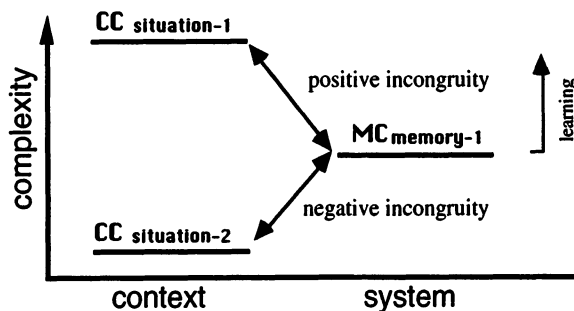 CC situation-1
positive incongruity
MC memory-1
learning
complexity
negative incongruity
CC situation-2
context
system